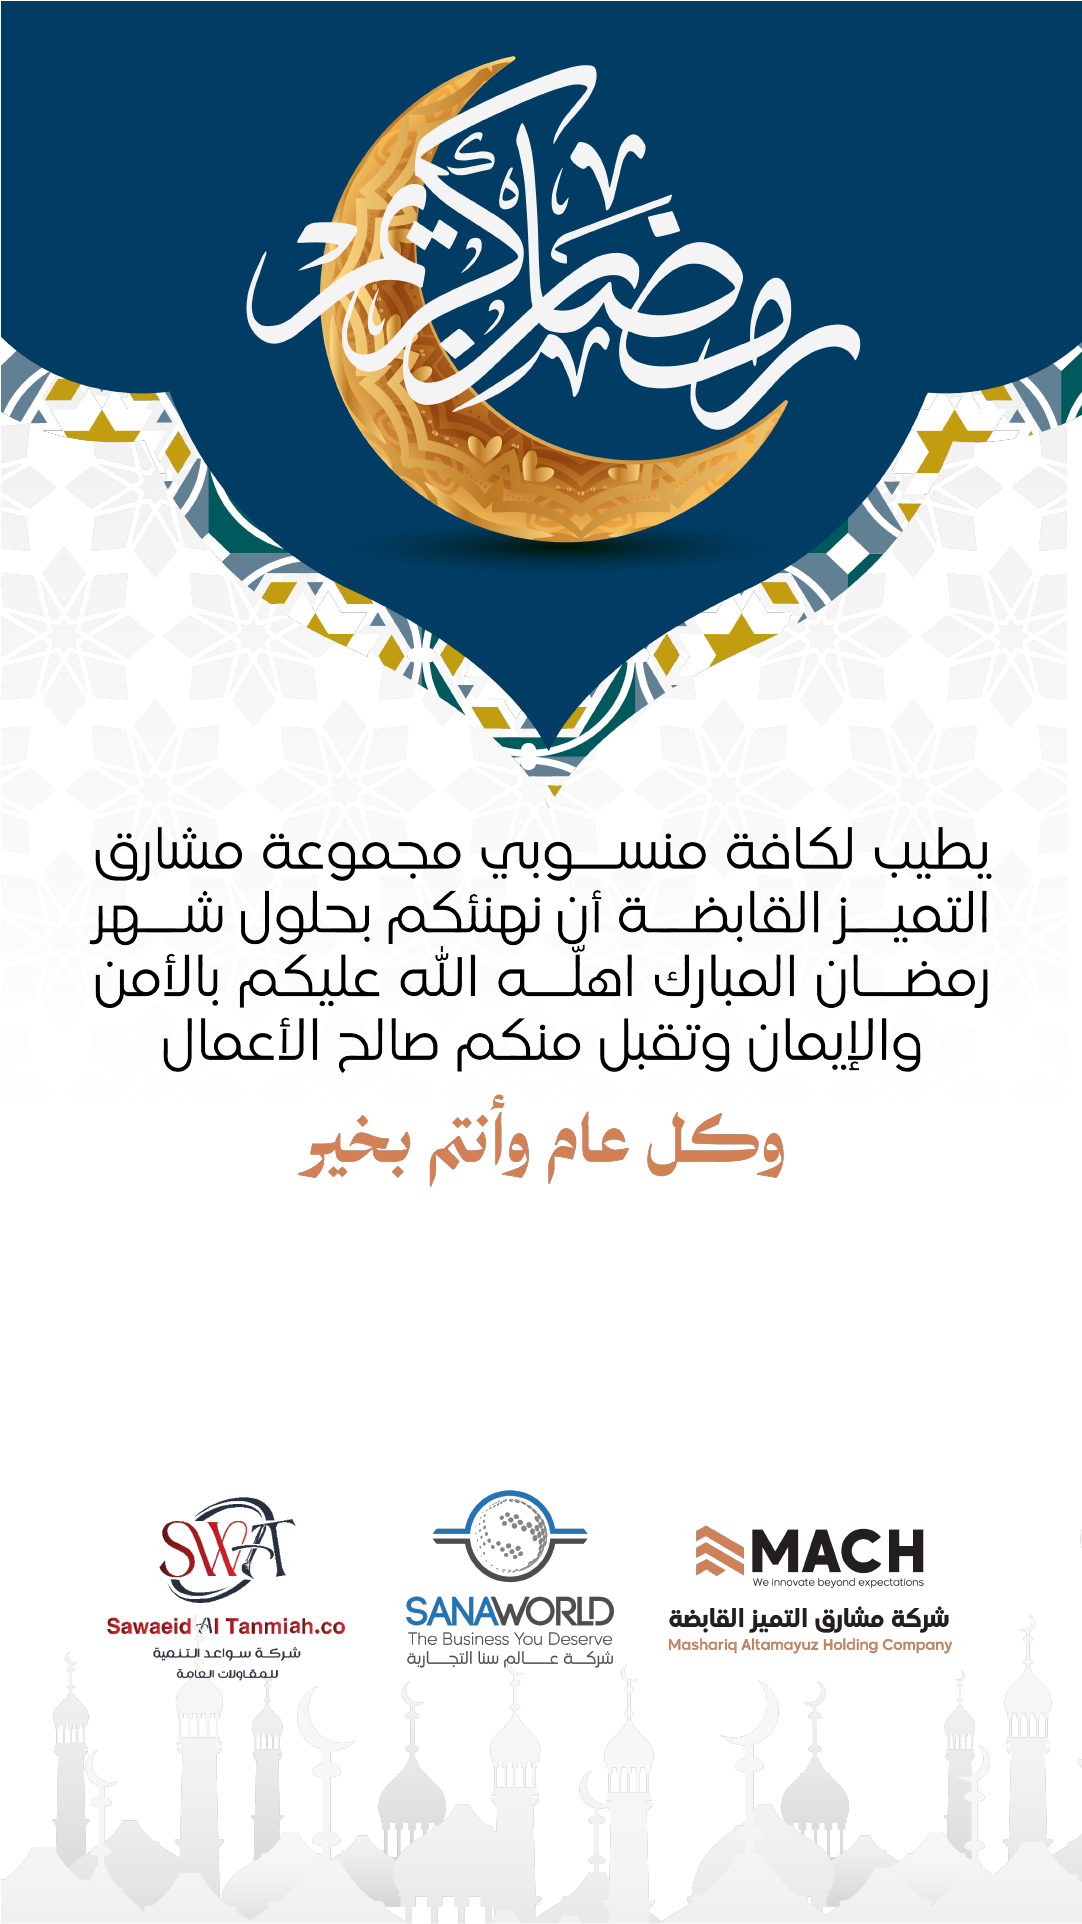 رمضان كريم
يطيب لكافة منسوبي مجموعة مشارق
التميز القابضة أن نهنئكم بحلول شهر
رمضان المبارك اهلّه الله عليكم بالأمن
والإيمان وتقبل منكم صالح الأعمال
وكل عام وأنتم بخير
MACH
We innovate beyond expectations
شركة مشارق التميز القابضة
Mashariq Altamayuz Holding Company
SANAWORLD
The Business You Deserve
شركة عالم سنا التجارية
SWAT
Sawaeid Al Tanmiah.co
شركة سواعد التنمية
للمقاولات العامة